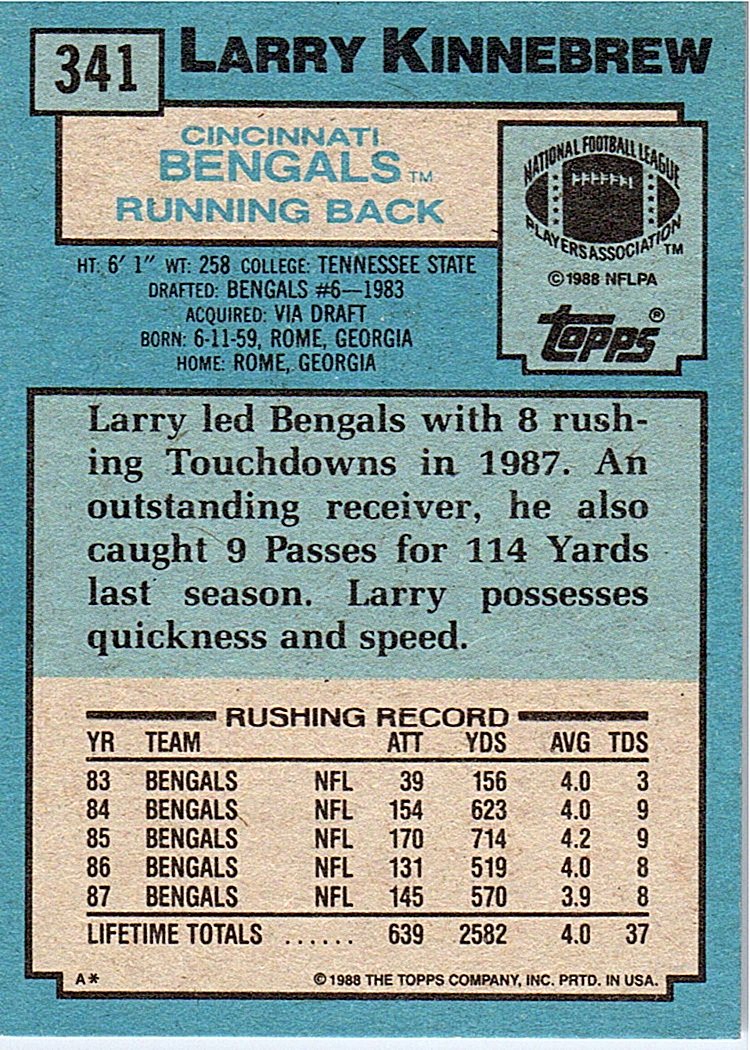 341
LARRY KINNEBREW
CINCINNATI
BENGALS™
RUNNING BACK
NATIONAL FOOTBALL LEAGUE
PLAYERS ASSOCIATION™
©1988 NFLPA
topps®
HT: 6' 1" WT: 258 COLLEGE: TENNESSEE STATE
DRAFTED: BENGALS #6—1983
ACQUIRED: VIA DRAFT
BORN: 6-11-59, ROME, GEORGIA
HOME: ROME, GEORGIA
Larry led Bengals with 8 rush-
ing Touchdowns in 1987. An
outstanding receiver, he also
caught 9 Passes for 114 Yards
last season. Larry possesses
quickness and speed.
RUSHING RECORD
YR TEAM ATT YDS AVG TDS
83 BENGALS NFL 39 156 4.0 3
84 BENGALS NFL 154 623 4.0 9
85 BENGALS NFL 170 714 4.2 9
86 BENGALS NFL 131 519 4.0 8
87 BENGALS NFL 145 570 3.9 8
LIFETIME TOTALS ...... 639 2582 4.0 37
A* ©1988 THE TOPPS COMPANY, INC. PRTD. IN USA.